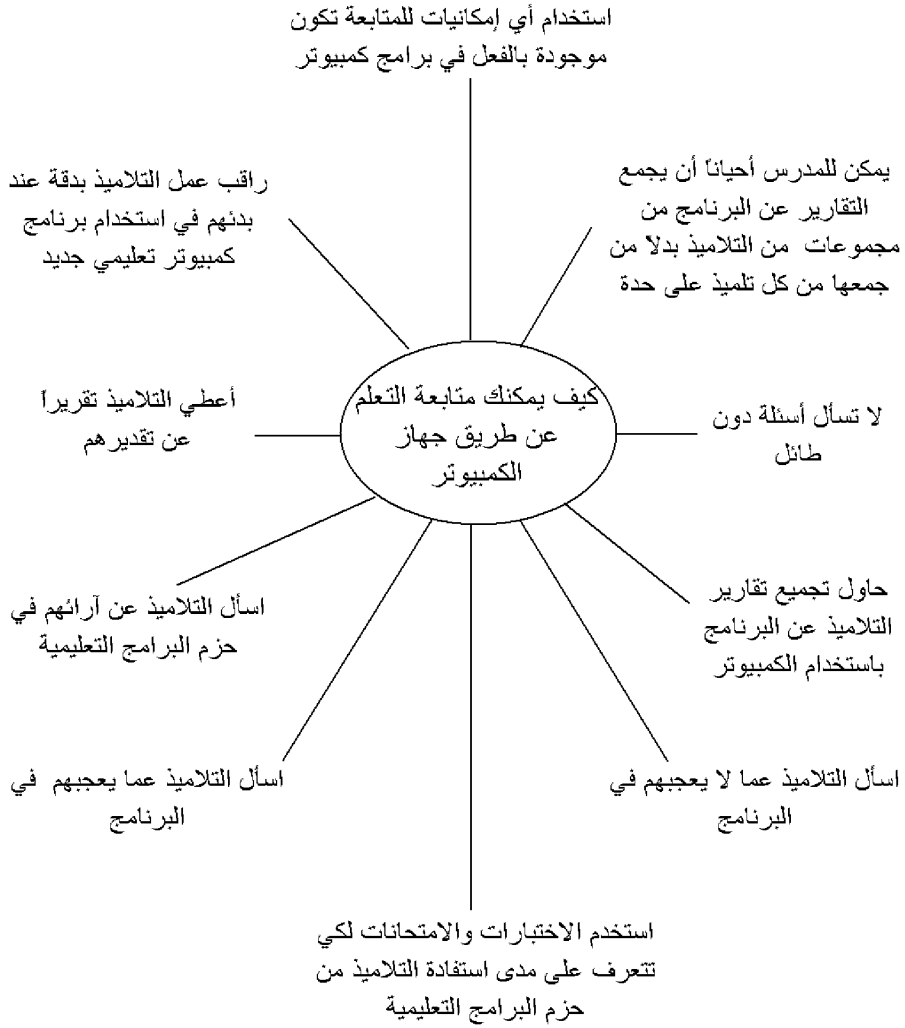 استخدام أي إمكانيات للمتابعة تكون
موجودة بالفعل في برامج كمبيوتر
يمكن للمدرس أحياناً أن يجمع
التقارير عن البرنامج من
مجموعات من التلاميذ بدلاً من
جمعها من كل تلميذ على حدة
راقب عمل التلاميذ بدقة عند
بدئهم في استخدام برنامج
كمبيوتر تعليمي جديد
كيف يمكنك متابعة التعلم
عن طريق جهاز
الكمبيوتر
لا تسأل أسئلة دون
طائل
أعطي التلاميذ تقريراً
عن تقديرهم
حاول تجميع تقارير
التلاميذ عن البرنامج
باستخدام الكمبيوتر
اسأل التلاميذ عن آرائهم في
حزم البرامج التعليمية
اسأل التلاميذ عما لا يعجبهم في
البرنامج
اسأل التلاميذ عما يعجبهم في
البرنامج
استخدم الاختبارات والامتحانات لكي
تتعرف على مدى استفادة التلاميذ من
حزم البرامج التعليمية